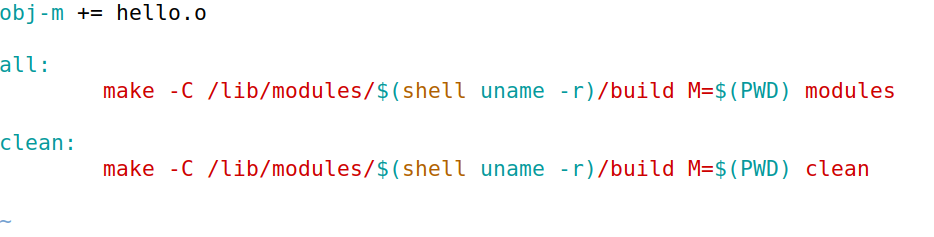 obj-m += hello.o
all:
        make -C /lib/modules/$(shell uname -r)/build M=$(PWD) modules
clean:
        make -C /lib/modules/$(shell uname -r)/build M=$(PWD) clean
~